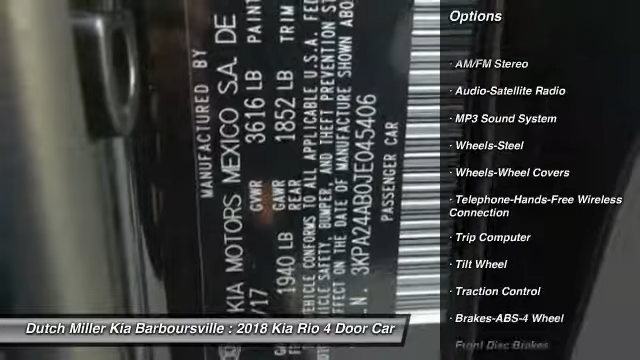 MANUFACTURED BY
KIA MOTORS MEXICO S.A. DE
/17 GVWR 3616 LB PAINT
1940 LB GAWR REAR 1852 LB TRIM
VEHICLE CONFORMS TO ALL APPLICABLE U.S.A. FED
VEHICLE SAFETY, BUMPER, AND THEFT PREVENTION ST
EFFECT ON THE DATE OF MANUFACTURE SHOWN ABO
3KPA24AB0JE045406
PASSENGER CAR
Options
· AM/FM Stereo
· Audio-Satellite Radio
· MP3 Sound System
· Wheels-Steel
· Wheels-Wheel Covers
· Telephone-Hands-Free Wireless
Connection
· Trip Computer
· Tilt Wheel
· Traction Control
· Brakes-ABS-4 Wheel
· Front Disc Brakes
Dutch Miller Kia Barboursville : 2018 Kia Rio 4 Door Car